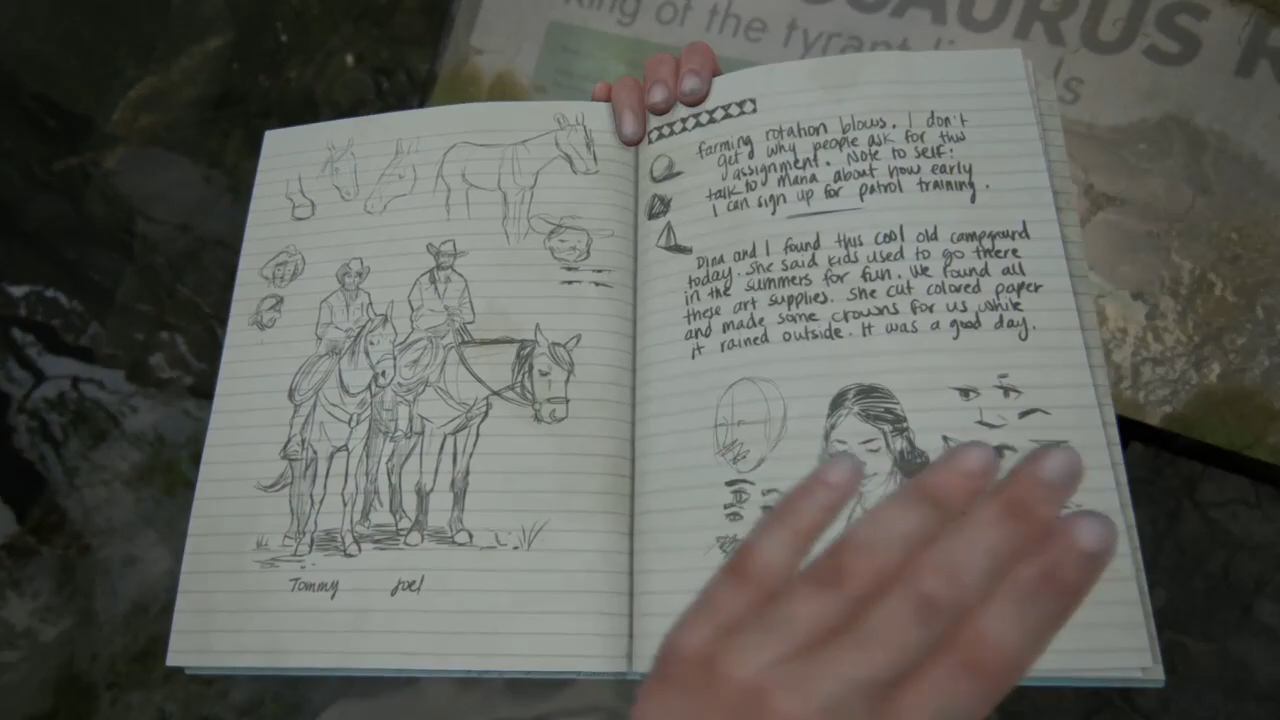 SAURUS R
king of the tyrant li
ls
farming rotation blows. I don't
get why people ask for this
assignment. Note to self:
talk to Maria about how early
I can sign up for patrol training.
Dina and I found this cool old campground
today. She said kids used to go there
in the summers for fun. We found all
these art supplies. She cut colored paper
and made some crowns for us while
it rained outside. It was a good day.
Tommy Joel